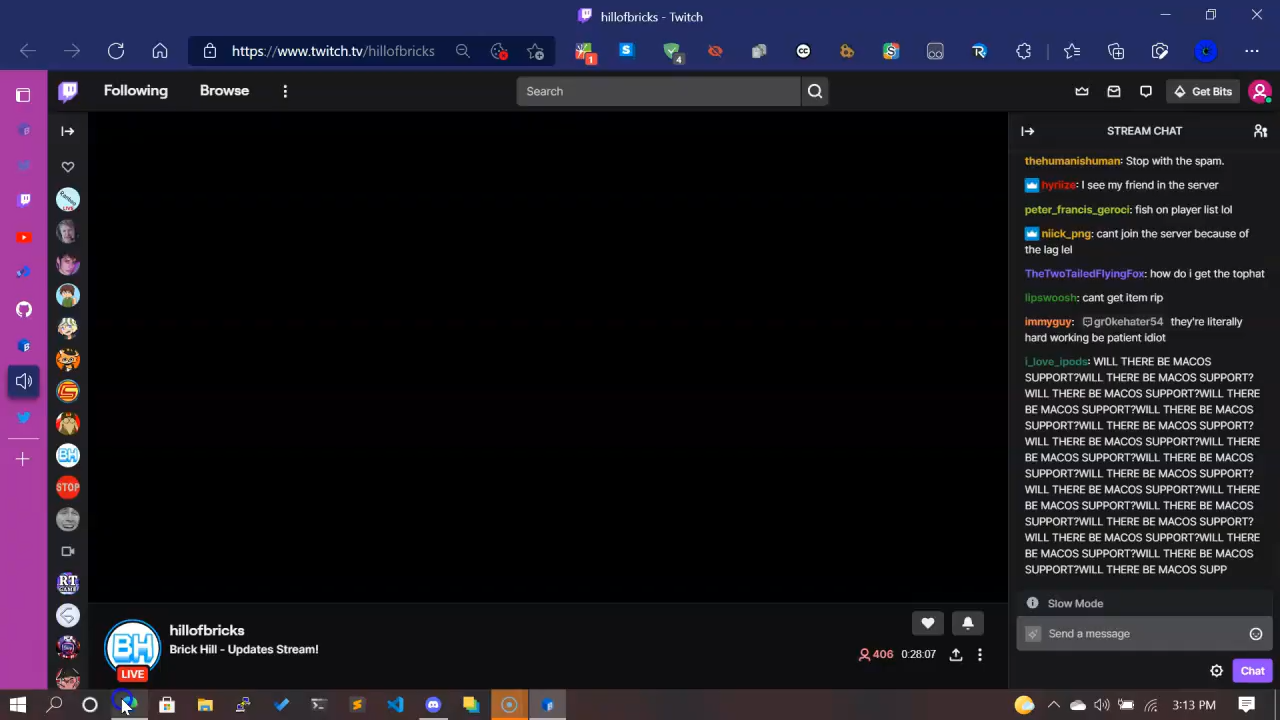 hillofbricks - Twitch
https://www.twitch.tv/hillofbricks
1
S
4
CC
S
TR
Following
Browse
Search
Get Bits
STREAM CHAT
thehumanishuman: Stop with the spam.
hyriize: I see my friend in the server
peter_francis_geroci: fish on player list lol
niick_png: cant join the server because of
the lag lel
TheTwoTailedFlyingFox: how do i get the tophat
lipswoosh: cant get item rip
immyguy: gr0kehater54 they're literally
hard working be patient idiot
i_love_ipods: WILL THERE BE MACOS
SUPPORT?WILL THERE BE MACOS SUPPORT?
WILL THERE BE MACOS SUPPORT?WILL THERE
BE MACOS SUPPORT?WILL THERE BE MACOS
SUPPORT?WILL THERE BE MACOS SUPPORT?
WILL THERE BE MACOS SUPPORT?WILL THERE
BE MACOS SUPPORT?WILL THERE BE MACOS
SUPPORT?WILL THERE BE MACOS SUPPORT?
WILL THERE BE MACOS SUPPORT?WILL THERE
BE MACOS SUPPORT?WILL THERE BE MACOS
SUPPORT?WILL THERE BE MACOS SUPPORT?
WILL THERE BE MACOS SUPPORT?WILL THERE
BE MACOS SUPPORT?WILL THERE BE MACOS
SUPPORT?WILL THERE BE MACOS SUPP
BH
STOP
RT
Slow Mode
Send a message
Chat
BH
LIVE
hillofbricks
Brick Hill - Updates Stream!
406
0:28:07
3:13 PM